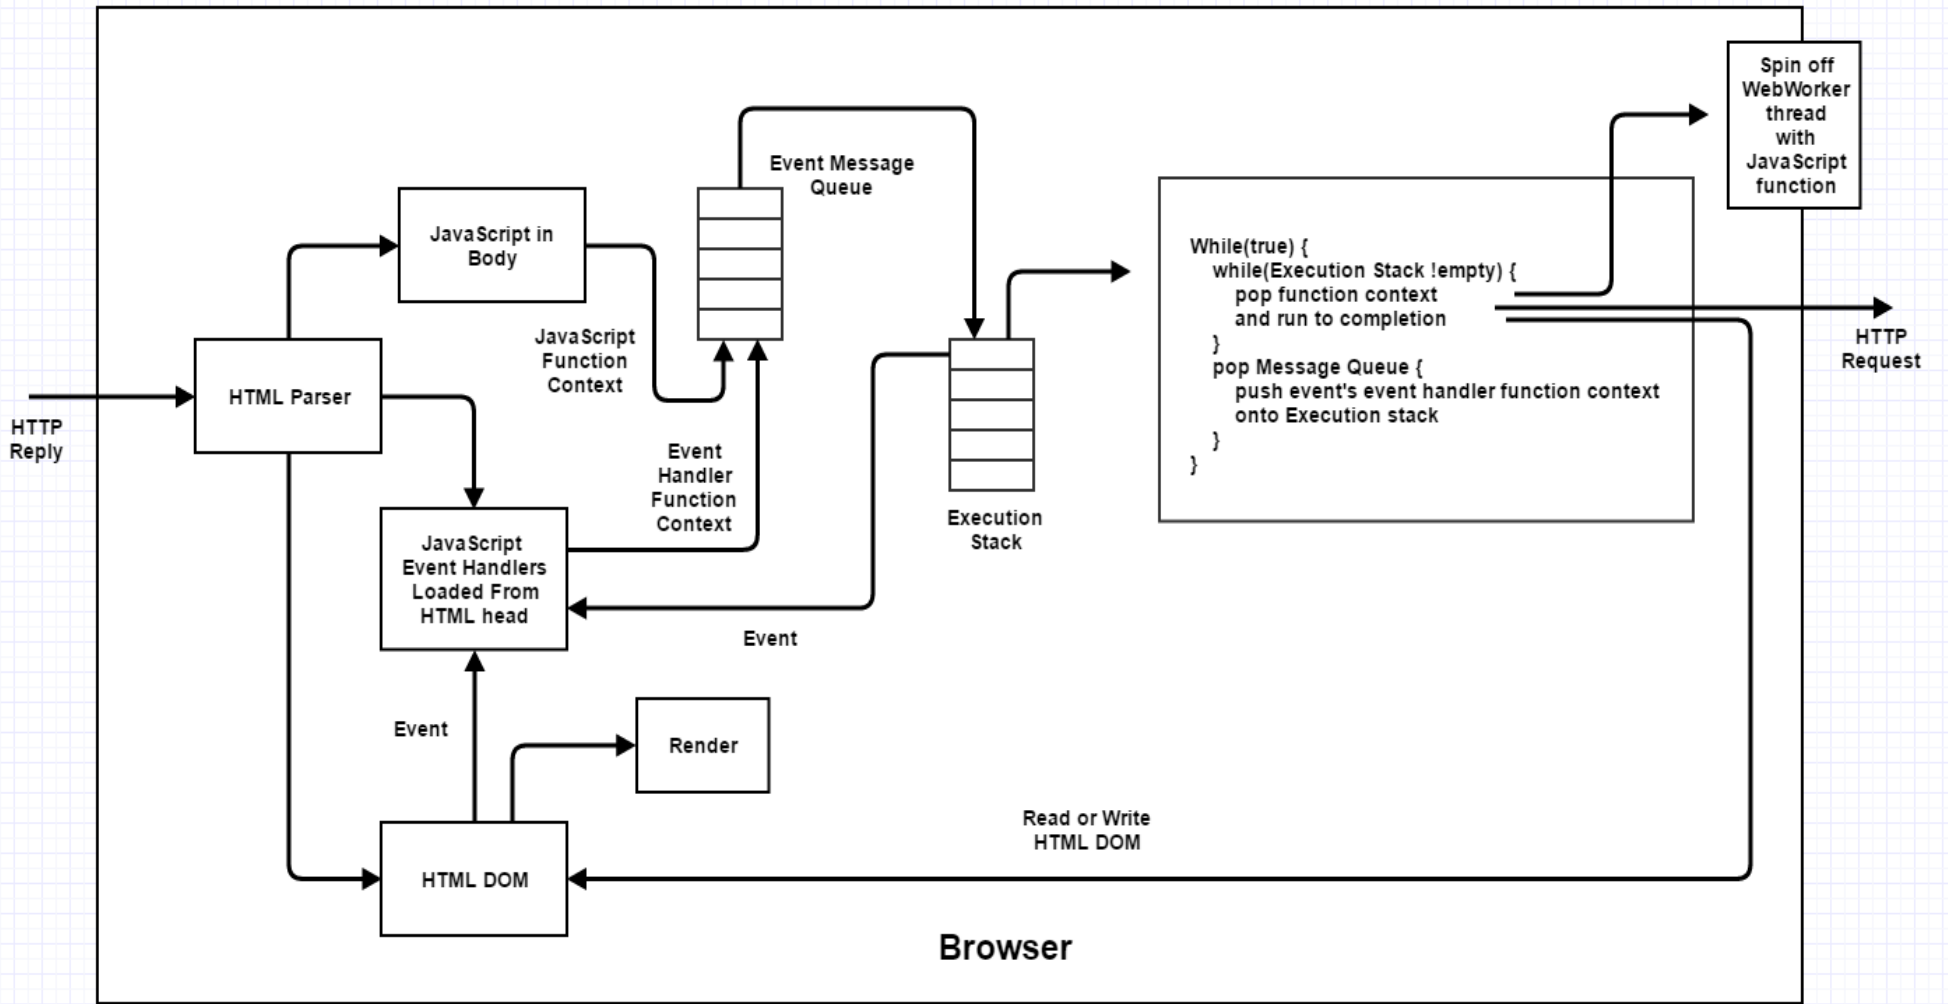 Spin off
WebWorker
thread
with
JavaScript
function
Event Message
Queue
JavaScript in
Body
While(true) {
while(Execution Stack !empty) {
pop function context
and run to completion
}
pop Message Queue {
push event's event handler function context
onto Execution stack
}
}
HTTP
Request
JavaScript
Function
Context
HTML Parser
HTTP
Reply
Event
Handler
Function
Context
Execution
Stack
JavaScript
Event Handlers
Loaded From
HTML head
Event
Event
Render
Read or Write
HTML DOM
HTML DOM
Browser